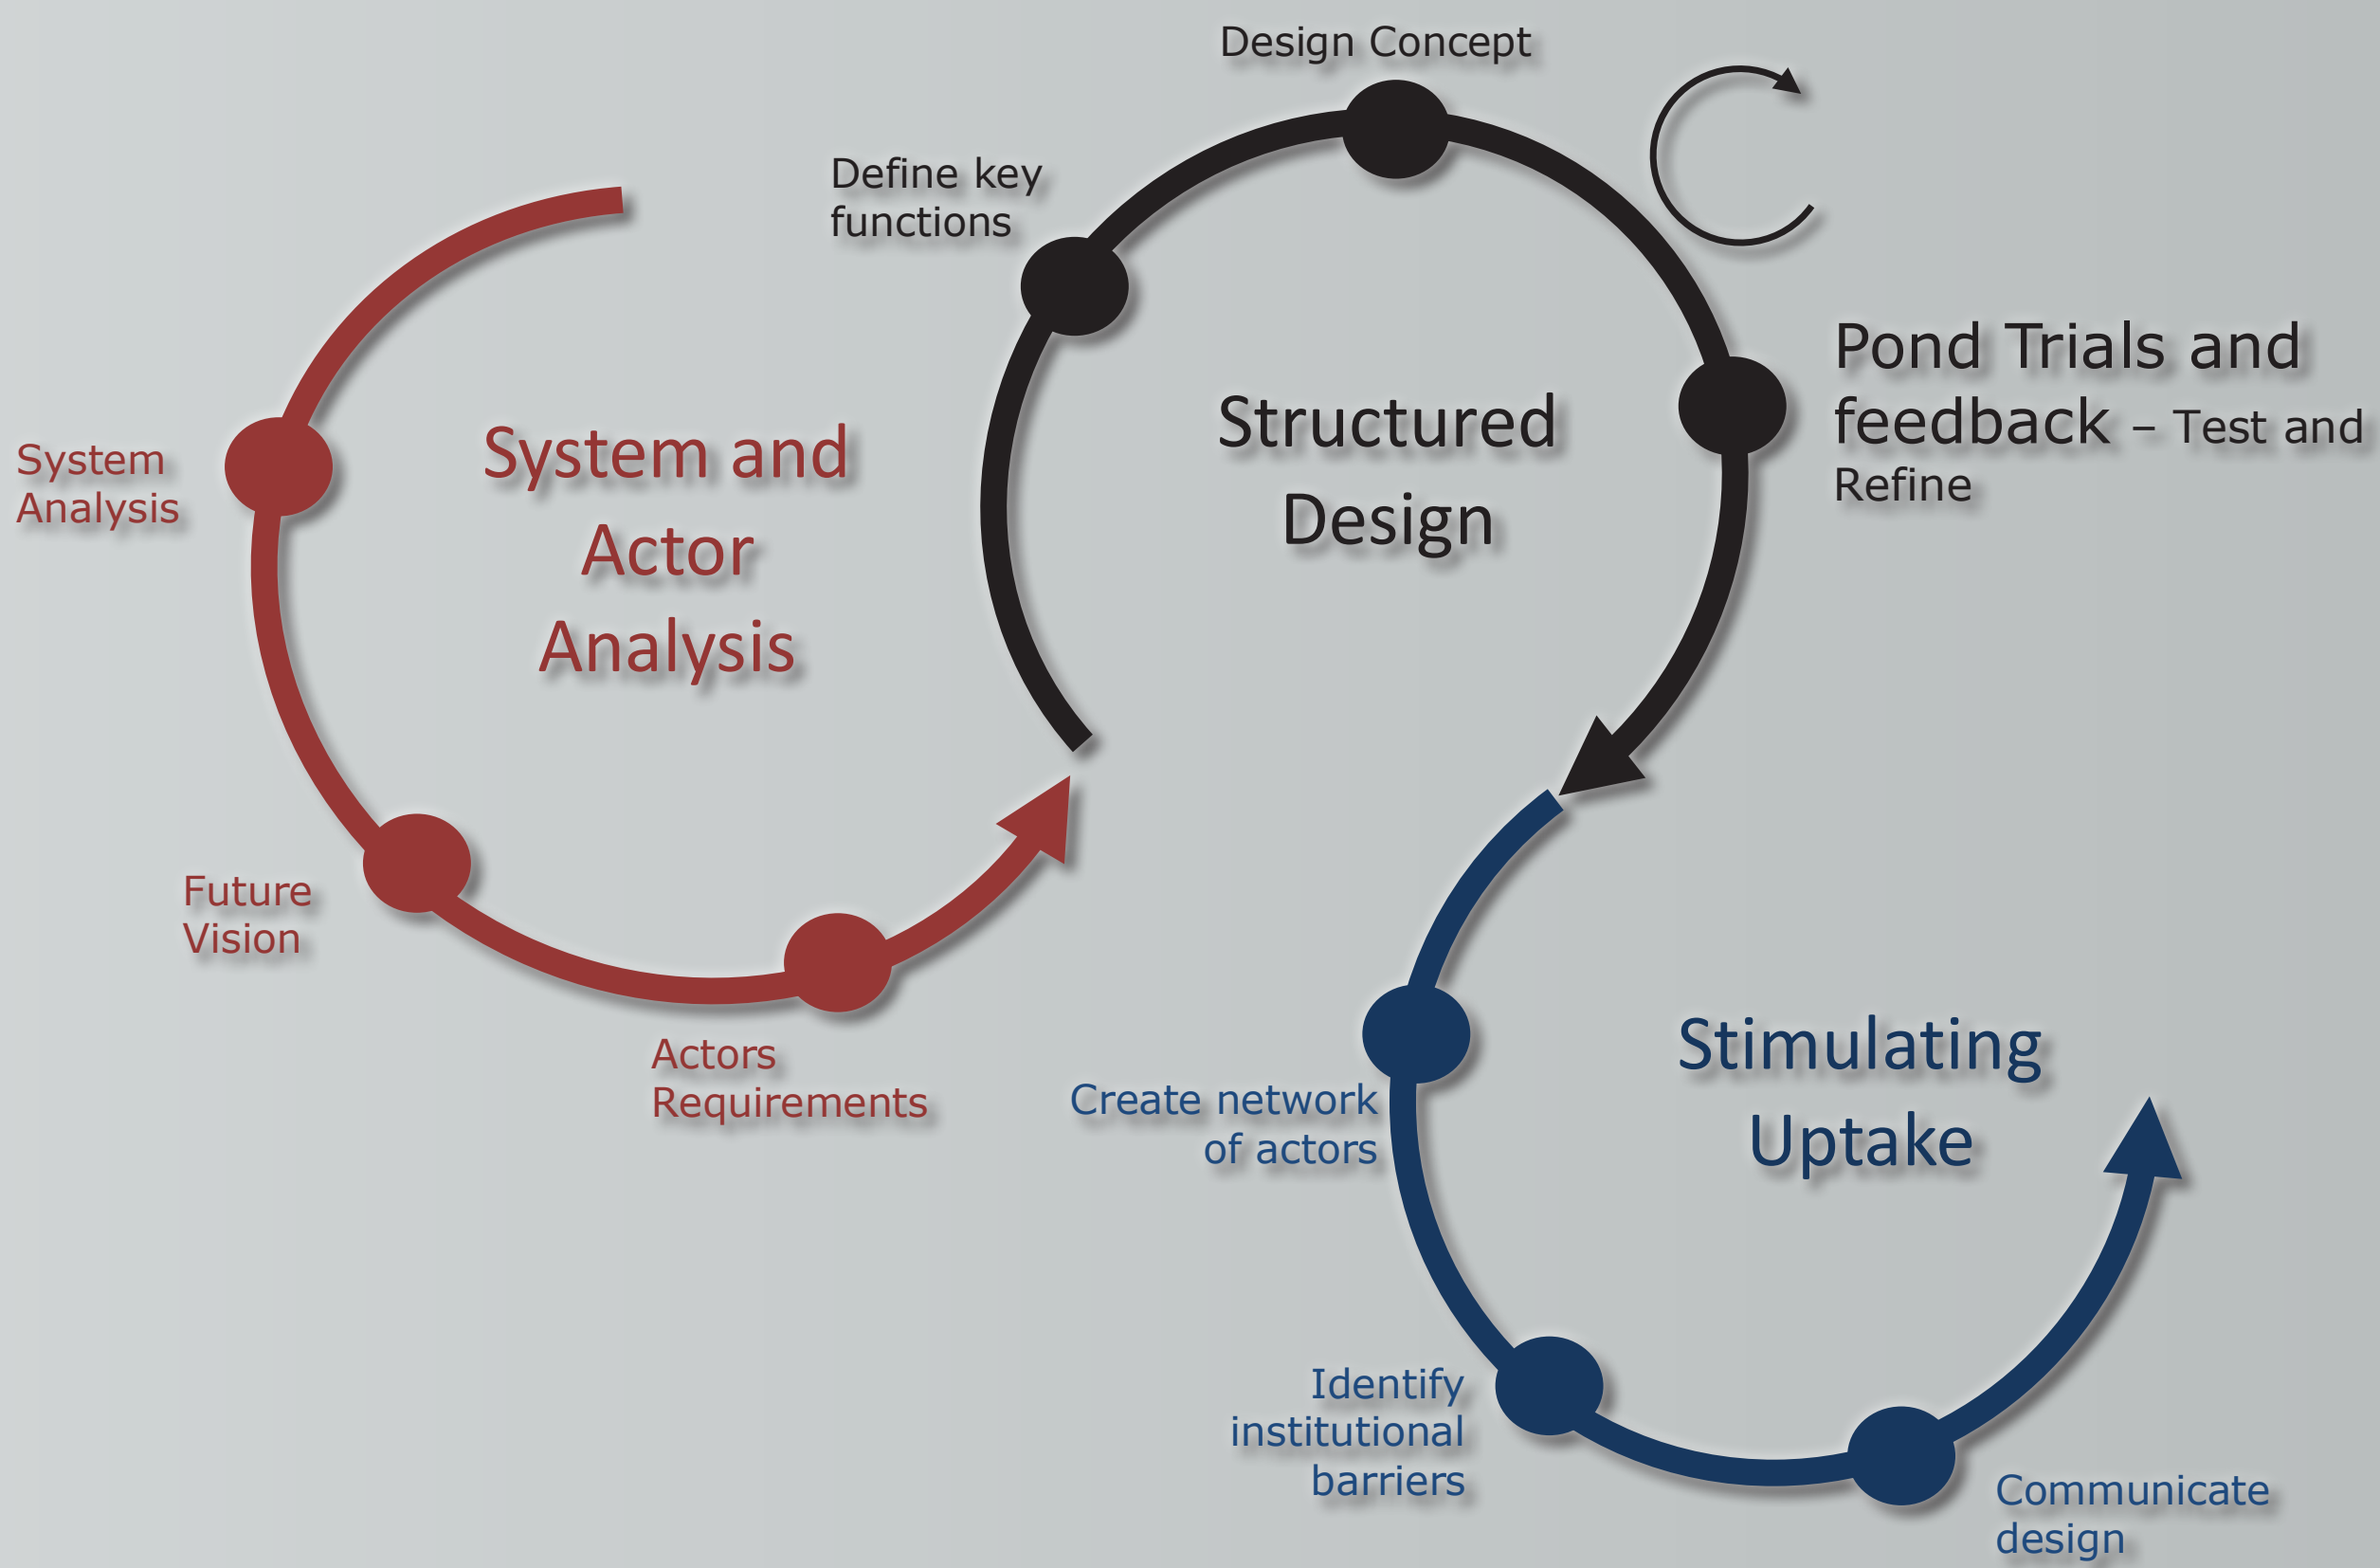 System
Analysis
Future
Vision
Actors
Requirements
System and
Actor
Analysis
Define key
functions
Design Concept
Pond Trials and
feedback – Test and
Refine
Structured
Design
Create network
of actors
Identify
institutional
barriers
Communicate
design
Stimulating
Uptake